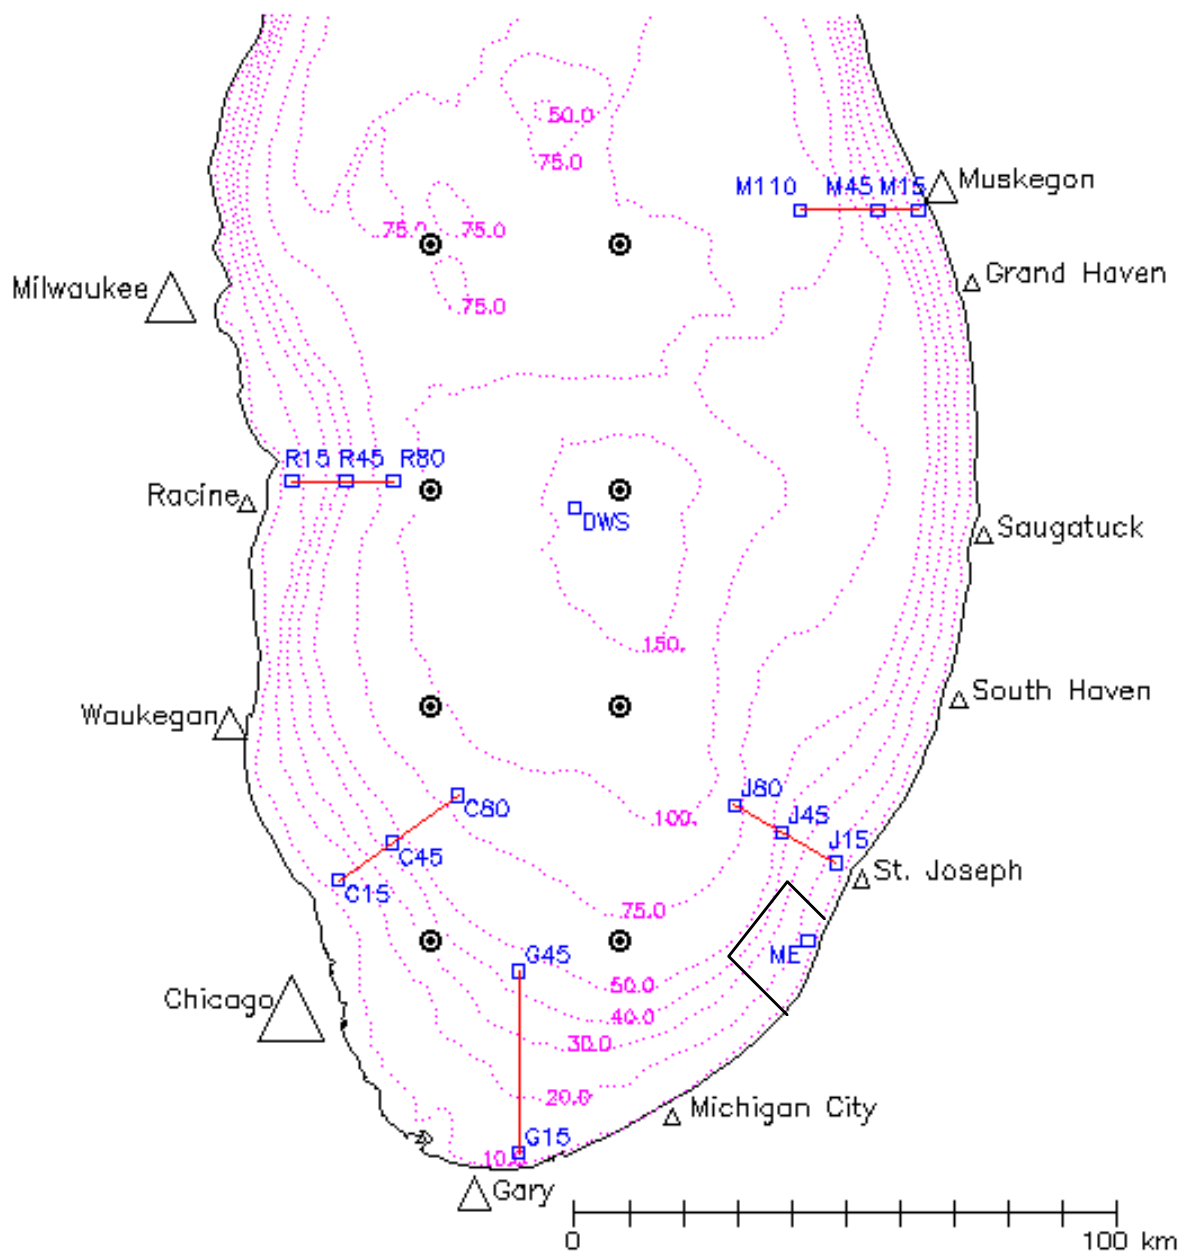 50.0
75.0
M110 M45 M15 Muskegon
75.0 75.0
Grand Haven
Milwaukee
75.0
R15 R45 R80
Racine
DWS
Saugatuck
150.
South Haven
Waukegan
J80
C80
100.
J45
C45
J15
C15
St. Joseph
75.0
G45
ME
50.0
Chicago
40.0
30.0
20.0
Michigan City
G15
10.0
Gary
0 100 km